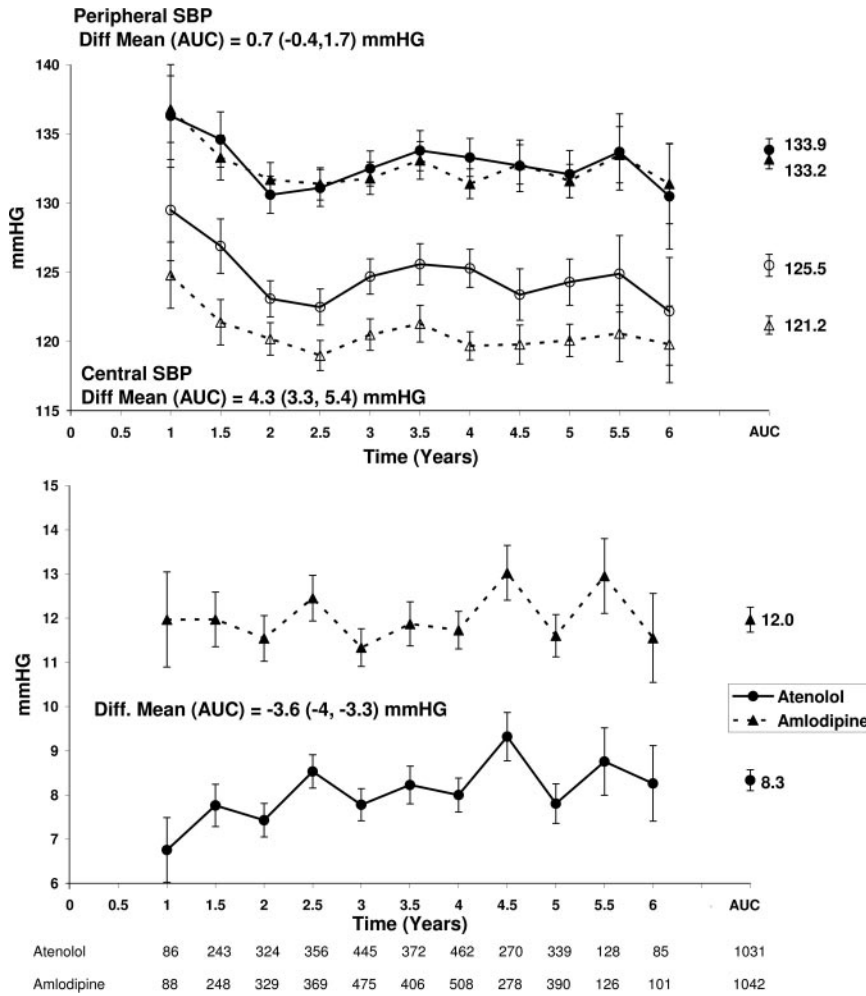 Peripheral SBP
Diff Mean (AUC) = 0.7 (-0.4,1.7) mmHG
140
135
130
125
120
115
mmHG
133.9
133.2
125.5
121.2
Central SBP
Diff Mean (AUC) = 4.3 (3.3, 5.4) mmHG
0 0.5 1 1.5 2 2.5 3 3.5 4 4.5 5 5.5 6 AUC
Time (Years)
15
14
13
12
11
10
9
8
7
6
mmHG
12.0
Diff. Mean (AUC) = -3.6 (-4, -3.3) mmHG
Atenolol
Amlodipine
8.3
0 0.5 1 1.5 2 2.5 3 3.5 4 4.5 5 5.5 6 AUC
Time (Years)
Atenolol 86 243 324 356 445 372 462 270 339 128 85 1031
Amlodipine 88 248 329 369 475 406 508 278 390 126 101 1042